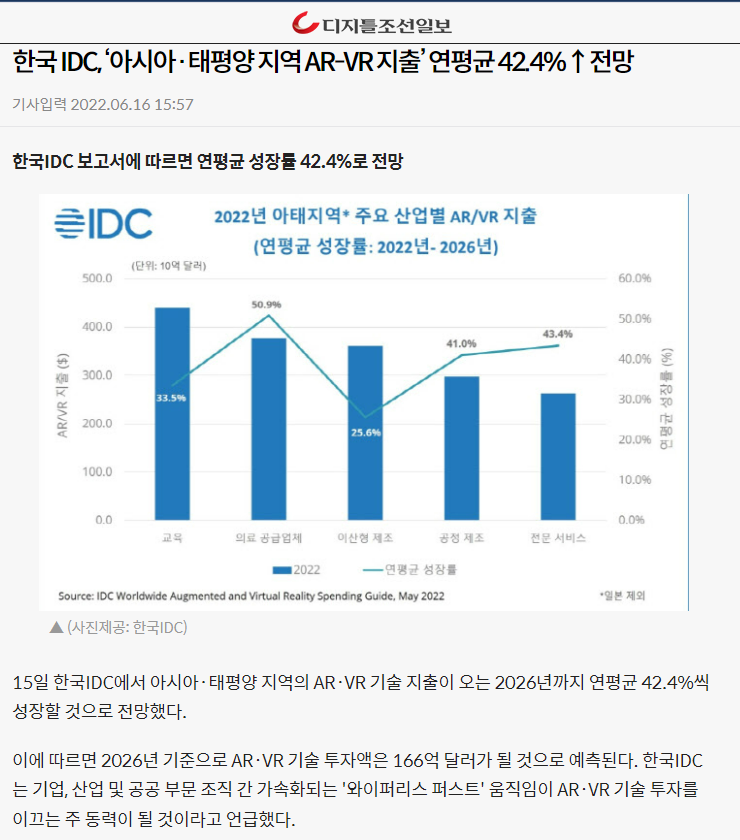 디지틀조선일보
한국 IDC, ‘아시아·태평양 지역 AR-VR 지출’ 연평균 42.4%↑전망
기사입력 2022.06.16 15:57
한국IDC 보고서에 따르면 연평균 성장률 42.4%로 전망
IDC
2022년 아태지역* 주요 산업별 AR/VR 지출
(연평균 성장률: 2022년- 2026년)
(단위: 10억 달러)
500.0
400.0
300.0
200.0
100.0
0.0
AR/VR 지출 ($)
60.0%
50.0%
40.0%
30.0%
20.0%
10.0%
0.0%
연평균 성장률 (%)
33.5%
50.9%
25.6%
41.0%
43.4%
교육
의료 공급업체
이산형 제조
공정 제조
전문 서비스
2022
연평균 성장률
Source: IDC Worldwide Augmented and Virtual Reality Spending Guide, May 2022
*일본 제외
▲ (사진제공: 한국IDC)
15일 한국IDC에서 아시아·태평양 지역의 AR·VR 기술 지출이 오는 2026년까지 연평균 42.4%씩
성장할 것으로 전망했다.
이에 따르면 2026년 기준으로 AR·VR 기술 투자액은 166억 달러가 될 것으로 예측된다. 한국IDC
는 기업, 산업 및 공공 부문 조직 간 가속화되는 '와이퍼리스 퍼스트' 움직임이 AR·VR 기술 투자를
이끄는 주 동력이 될 것이라고 언급했다.